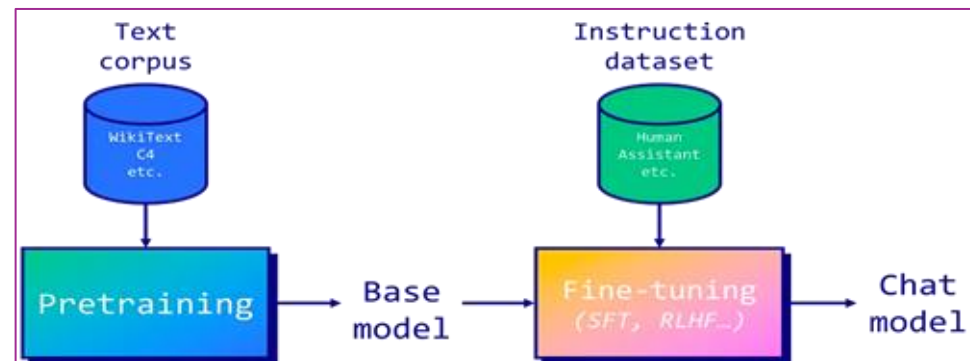 Text
corpus
Instruction
dataset
WikiText
C4
etc.
Human
Assistant
etc.
Pretraining
Base
model
Fine-tuning
(SFT, RLHF…)
Chat
model